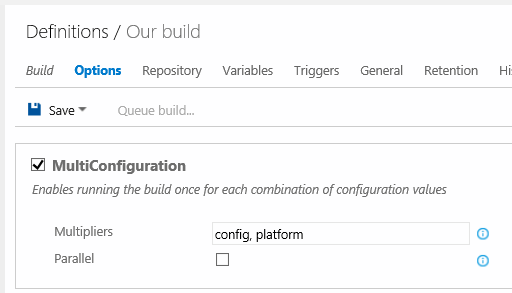 Definitions / Our build
Build Options Repository Variables Triggers General Retention
Save Queue build...
MultiConfiguration
Enables running the build once for each combination of configuration values
Multipliers config, platform
Parallel